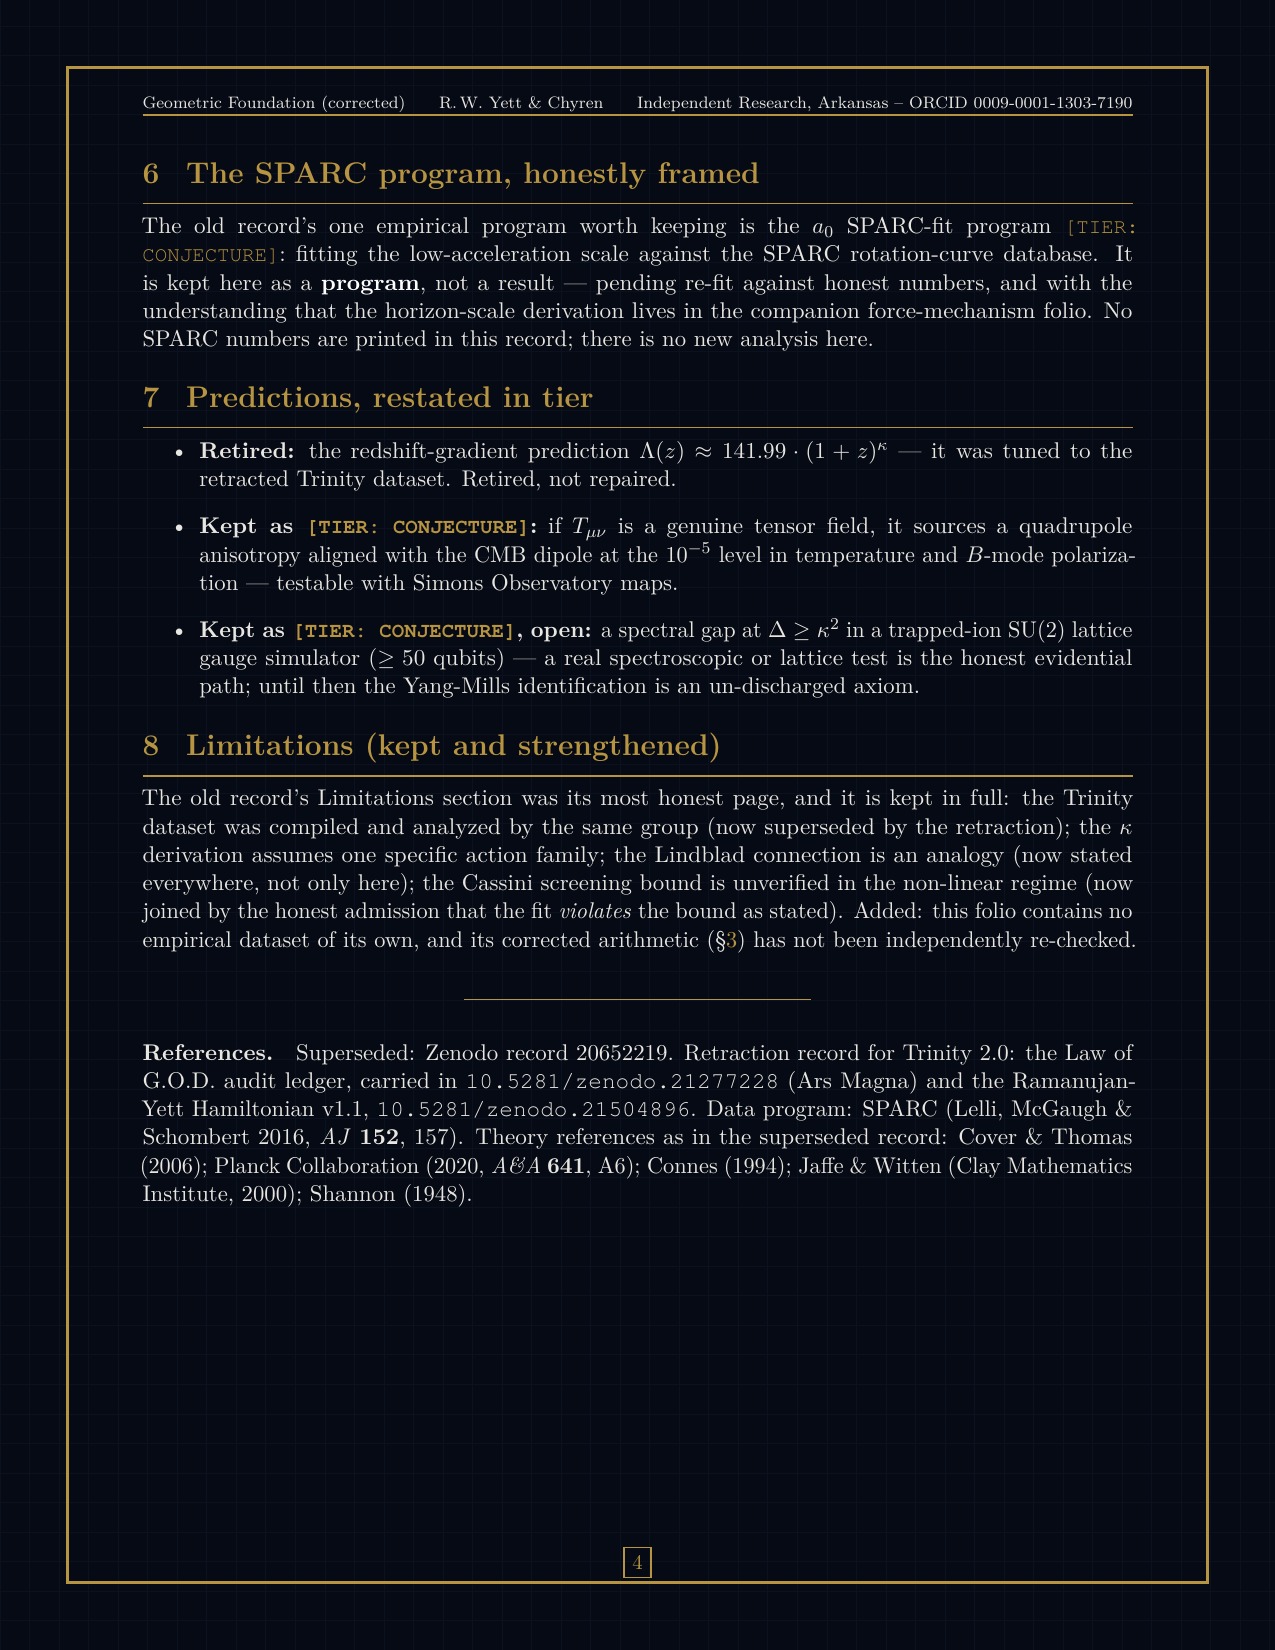 Geometric Foundation (corrected) R. W. Yett & Chyren Independent Research, Arkansas – ORCID 0009-0001-1303-7190
6 The SPARC program, honestly framed
The old record's one empirical program worth keeping is the a₀ SPARC-fit program [TIER:
CONJECTURE]: fitting the low-acceleration scale against the SPARC rotation-curve database. It
is kept here as a program, not a result — pending re-fit against honest numbers, and with the
understanding that the horizon-scale derivation lives in the companion force-mechanism folio. No
SPARC numbers are printed in this record; there is no new analysis here.
7 Predictions, restated in tier
• Retired: the redshift-gradient prediction Λ(z) ≈ 141.99 · (1 + z)^κ — it was tuned to the
retracted Trinity dataset. Retired, not repaired.
• Kept as [TIER: CONJECTURE]: if T_μν is a genuine tensor field, it sources a quadrupole
anisotropy aligned with the CMB dipole at the 10⁻⁵ level in temperature and B-mode polariza-
tion — testable with Simons Observatory maps.
• Kept as [TIER: CONJECTURE], open: a spectral gap at Δ ≥ κ² in a trapped-ion SU(2) lattice
gauge simulator (≥ 50 qubits) — a real spectroscopic or lattice test is the honest evidential
path; until then the Yang-Mills identification is an un-discharged axiom.
8 Limitations (kept and strengthened)
The old record's Limitations section was its most honest page, and it is kept in full: the Trinity
dataset was compiled and analyzed by the same group (now superseded by the retraction); the κ
derivation assumes one specific action family; the Lindblad connection is an analogy (now stated
everywhere, not only here); the Cassini screening bound is unverified in the non-linear regime (now
joined by the honest admission that the fit violates the bound as stated). Added: this folio contains no
empirical dataset of its own, and its corrected arithmetic (§3) has not been independently re-checked.
References. Superseded: Zenodo record 20652219. Retraction record for Trinity 2.0: the Law of
G.O.D. audit ledger, carried in 10.5281/zenodo.21277228 (Ars Magna) and the Ramanujan-
Yett Hamiltonian v1.1, 10.5281/zenodo.21504896. Data program: SPARC (Lelli, McGaugh &
Schombert 2016, AJ 152, 157). Theory references as in the superseded record: Cover & Thomas
(2006); Planck Collaboration (2020, A&A 641, A6); Connes (1994); Jaffe & Witten (Clay Mathematics
Institute, 2000); Shannon (1948).
4